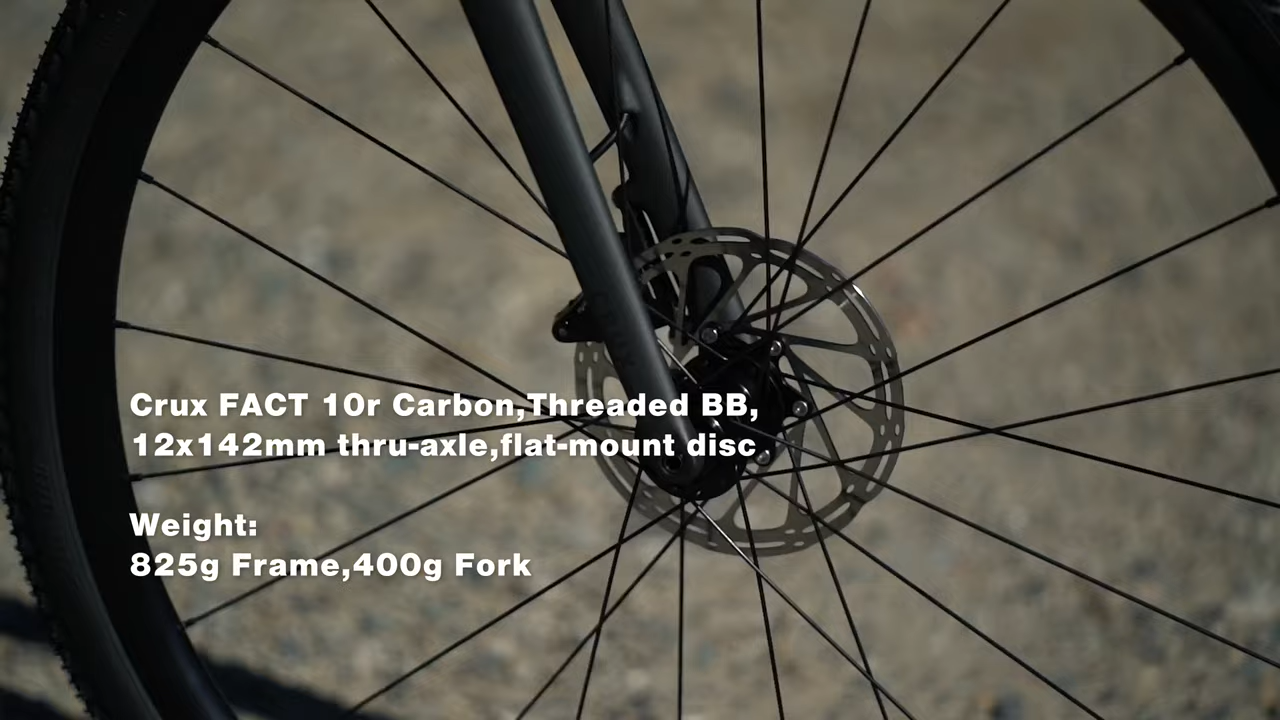 Crux FACT 10r Carbon,Threaded BB,
12x142mm thru-axle,flat-mount disc
Weight:
825g Frame,400g Fork